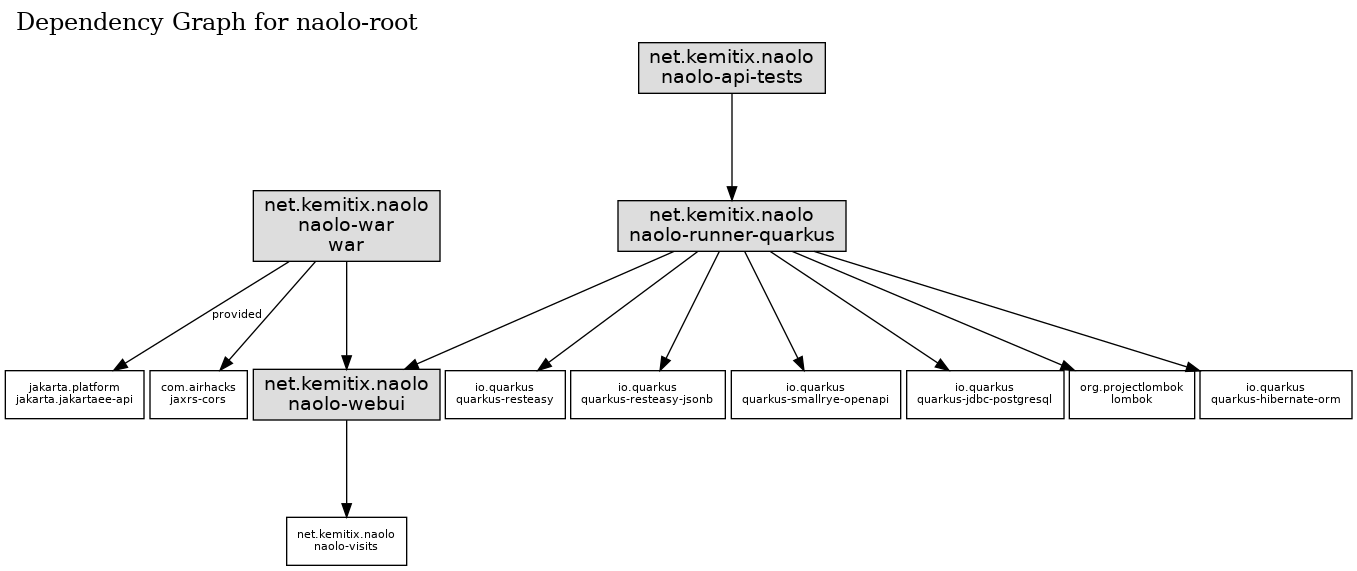 Dependency Graph for naolo-root
net.kemitix.naolo
naolo-api-tests
net.kemitix.naolo
naolo-war
war
net.kemitix.naolo
naolo-runner-quarkus
provided
jakarta.platform
jakarta.jakartaee-api
com.airhacks
jaxrs-cors
net.kemitix.naolo
naolo-webui
io.quarkus
quarkus-resteasy
io.quarkus
quarkus-resteasy-jsonb
io.quarkus
quarkus-smallrye-openapi
io.quarkus
quarkus-jdbc-postgresql
org.projectlombok
lombok
io.quarkus
quarkus-hibernate-orm
net.kemitix.naolo
naolo-visits